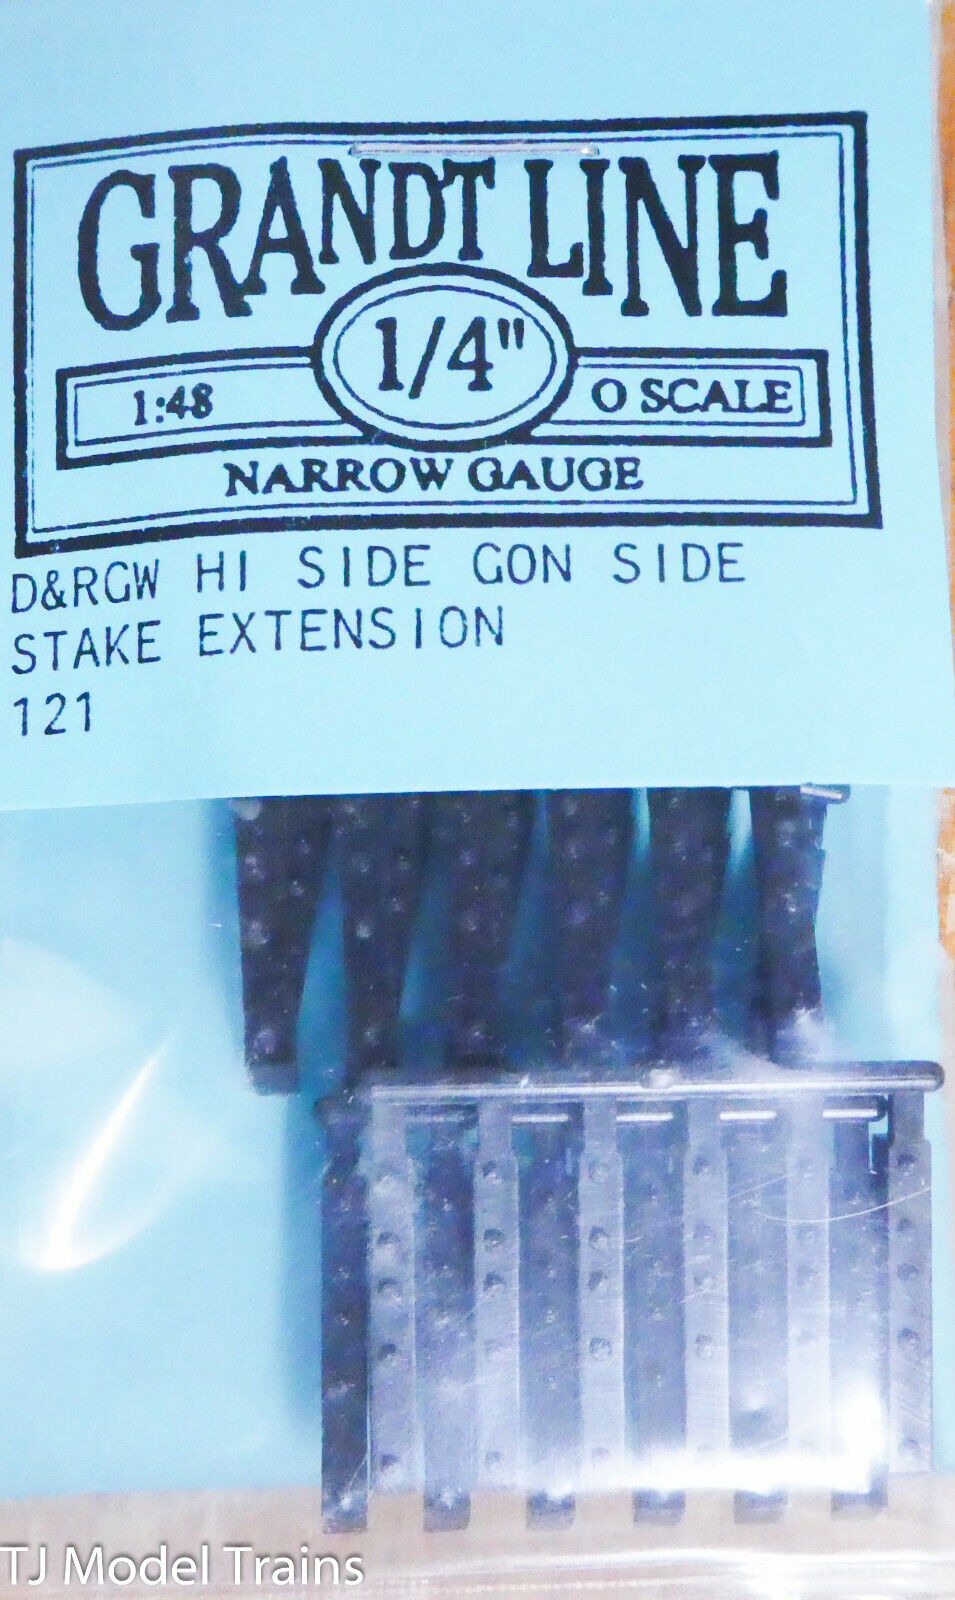 GRANDT LINE
1/4"
1:48
O SCALE
NARROW GAUGE
D&RGW HI SIDE GON SIDE
STAKE EXTENSION
121
TJ Model Trains